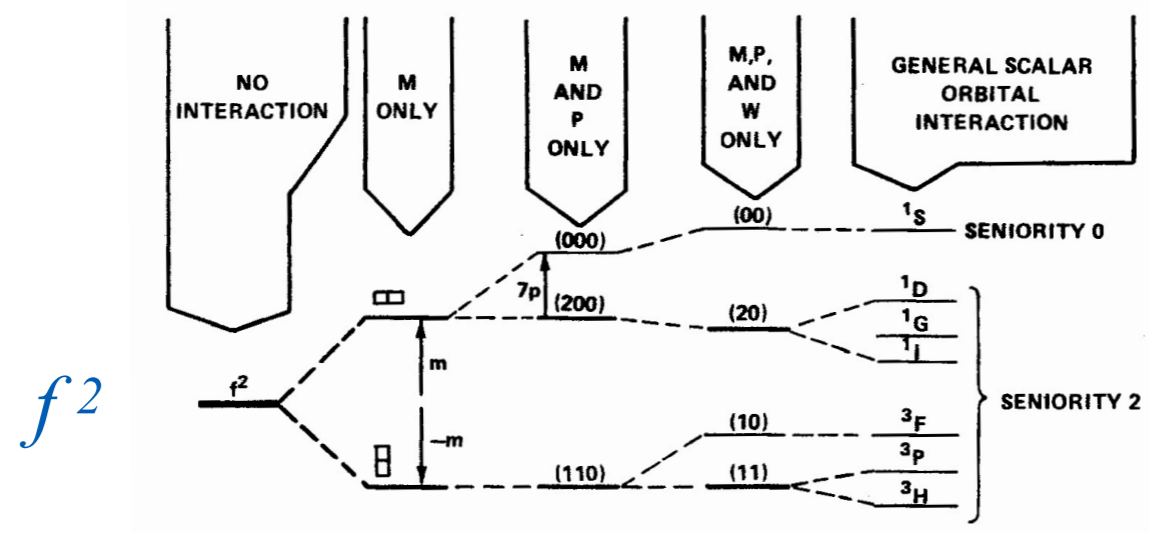 NO
INTERACTION
M
ONLY
M
AND
P
ONLY
M,P,
AND
W
ONLY
GENERAL SCALAR
ORBITAL
INTERACTION
(000)
(00)
¹S
SENIORITY 0
7p
(200)
(20)
¹D
¹G
¹I
m
f²
f 2
SENIORITY 2
–m
(10)
³F
(110)
(11)
³P
³H